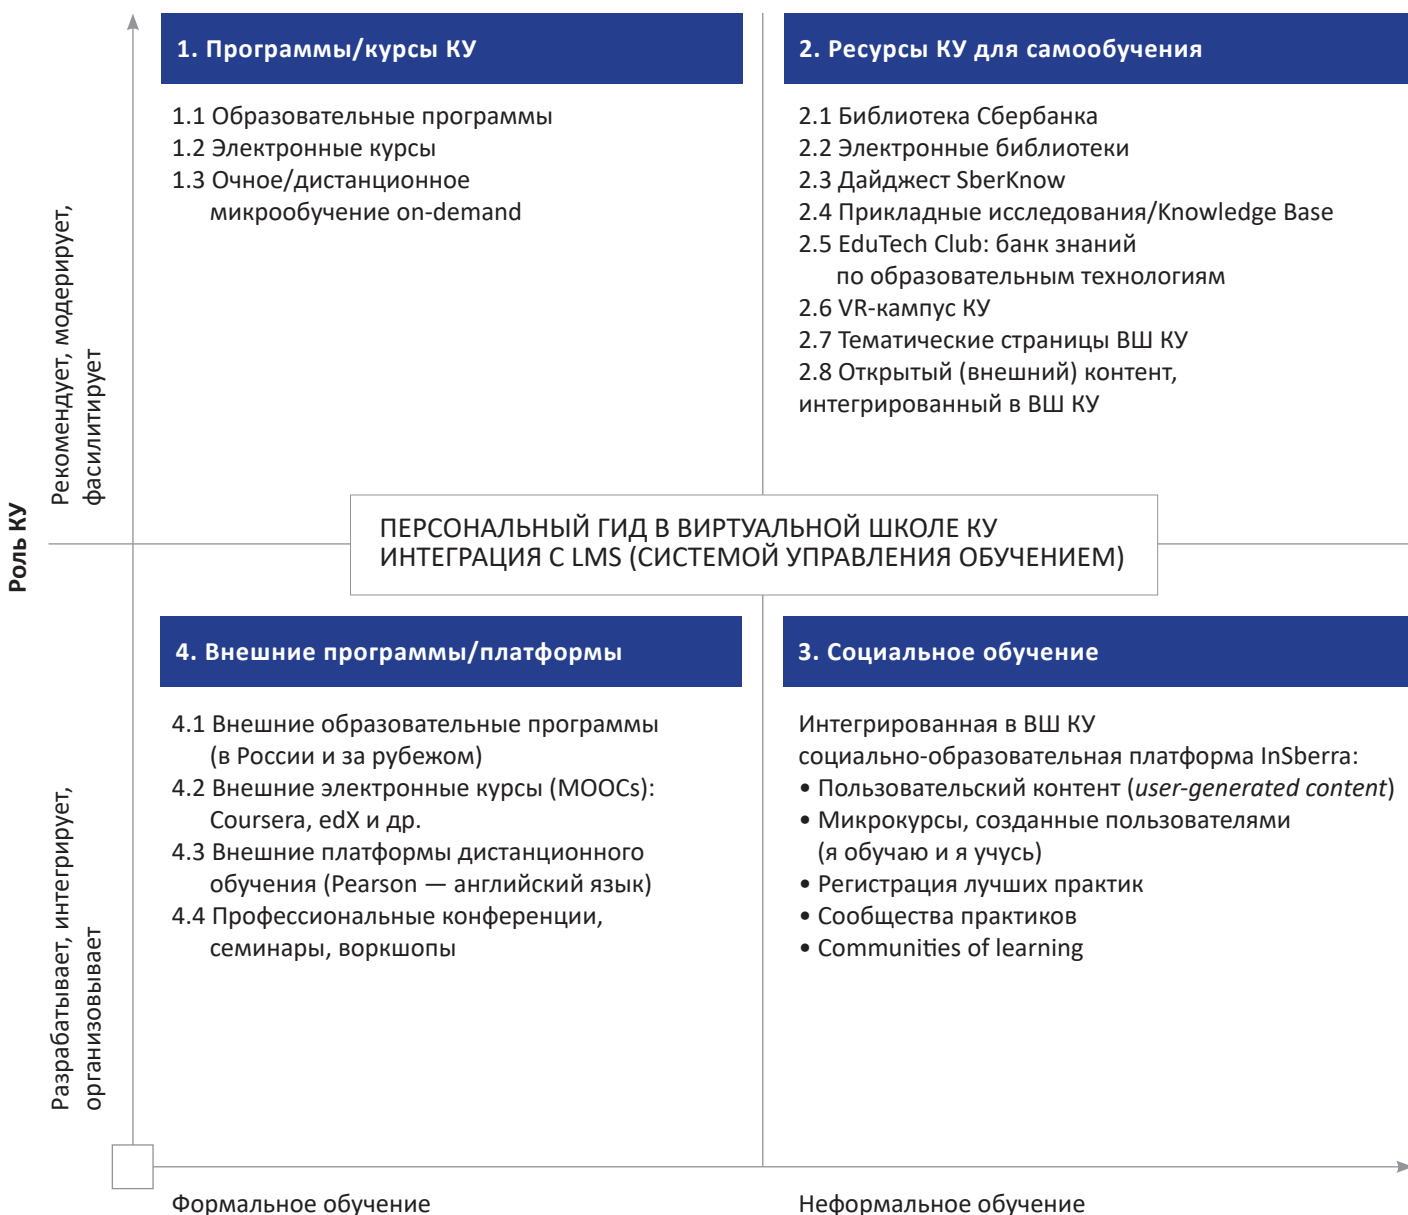 Роль КУ
Рекомендует, модерирует,
фасилитирует
1. Программы/курсы КУ
1.1 Образовательные программы
1.2 Электронные курсы
1.3 Очное/дистанционное
микрообучение on-demand
2. Ресурсы КУ для самообучения
2.1 Библиотека Сбербанка
2.2 Электронные библиотеки
2.3 Дайджест SberKnow
2.4 Прикладные исследования/Knowledge Base
2.5 EduTech Club: банк знаний
по образовательным технологиям
2.6 VR-кампус КУ
2.7 Тематические страницы ВШ КУ
2.8 Открытый (внешний) контент,
интегрированный в ВШ КУ
ПЕРСОНАЛЬНЫЙ ГИД В ВИРТУАЛЬНОЙ ШКОЛЕ КУ
ИНТЕГРАЦИЯ С LMS (СИСТЕМОЙ УПРАВЛЕНИЯ ОБУЧЕНИЕМ)
Разрабатывает, интегрирует,
организовывает
4. Внешние программы/платформы
4.1 Внешние образовательные программы
(в России и за рубежом)
4.2 Внешние электронные курсы (MOOCs):
Coursera, edX и др.
4.3 Внешние платформы дистанционного
обучения (Pearson — английский язык)
4.4 Профессиональные конференции,
семинары, воркшопы
3. Социальное обучение
Интегрированная в ВШ КУ
социально-образовательная платформа InSberra:
• Пользовательский контент (user-generated content)
• Микрокурсы, созданные пользователями
(я обучаю и я учусь)
• Регистрация лучших практик
• Сообщества практиков
• Communities of learning
Формальное обучение
Неформальное обучение